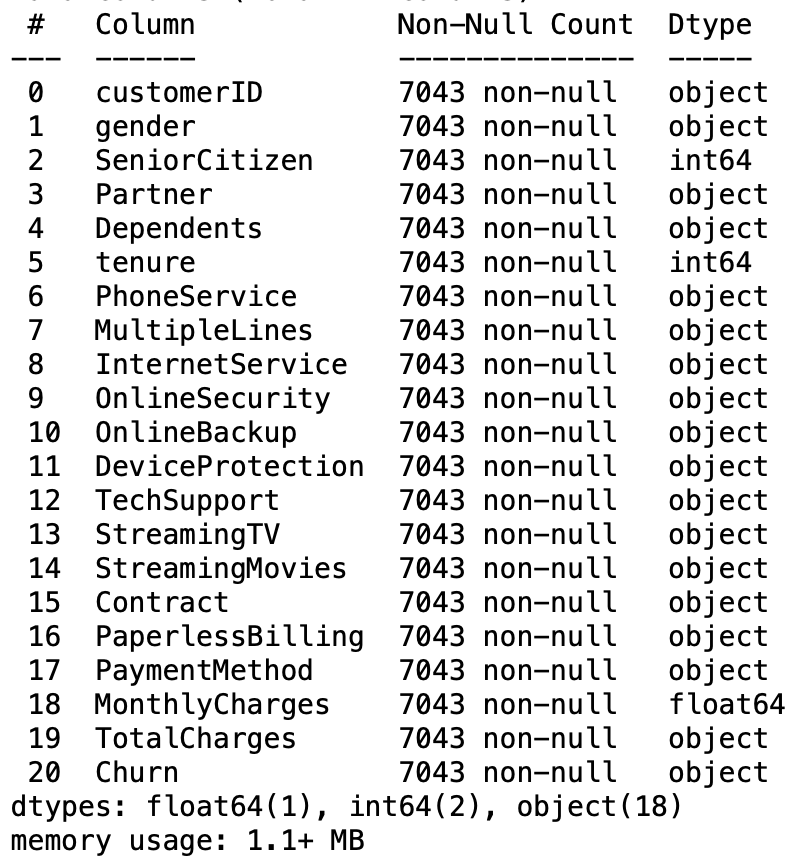 #   Column            Non-Null Count  Dtype
---  ------            --------------  -----
0   customerID        7043 non-null   object
1   gender            7043 non-null   object
2   SeniorCitizen     7043 non-null   int64
3   Partner           7043 non-null   object
4   Dependents        7043 non-null   object
5   tenure            7043 non-null   int64
6   PhoneService      7043 non-null   object
7   MultipleLines     7043 non-null   object
8   InternetService   7043 non-null   object
9   OnlineSecurity    7043 non-null   object
10  OnlineBackup      7043 non-null   object
11  DeviceProtection  7043 non-null   object
12  TechSupport       7043 non-null   object
13  StreamingTV       7043 non-null   object
14  StreamingMovies   7043 non-null   object
15  Contract          7043 non-null   object
16  PaperlessBilling  7043 non-null   object
17  PaymentMethod     7043 non-null   object
18  MonthlyCharges    7043 non-null   float64
19  TotalCharges      7043 non-null   object
20  Churn             7043 non-null   object
dtypes: float64(1), int64(2), object(18)
memory usage: 1.1+ MB